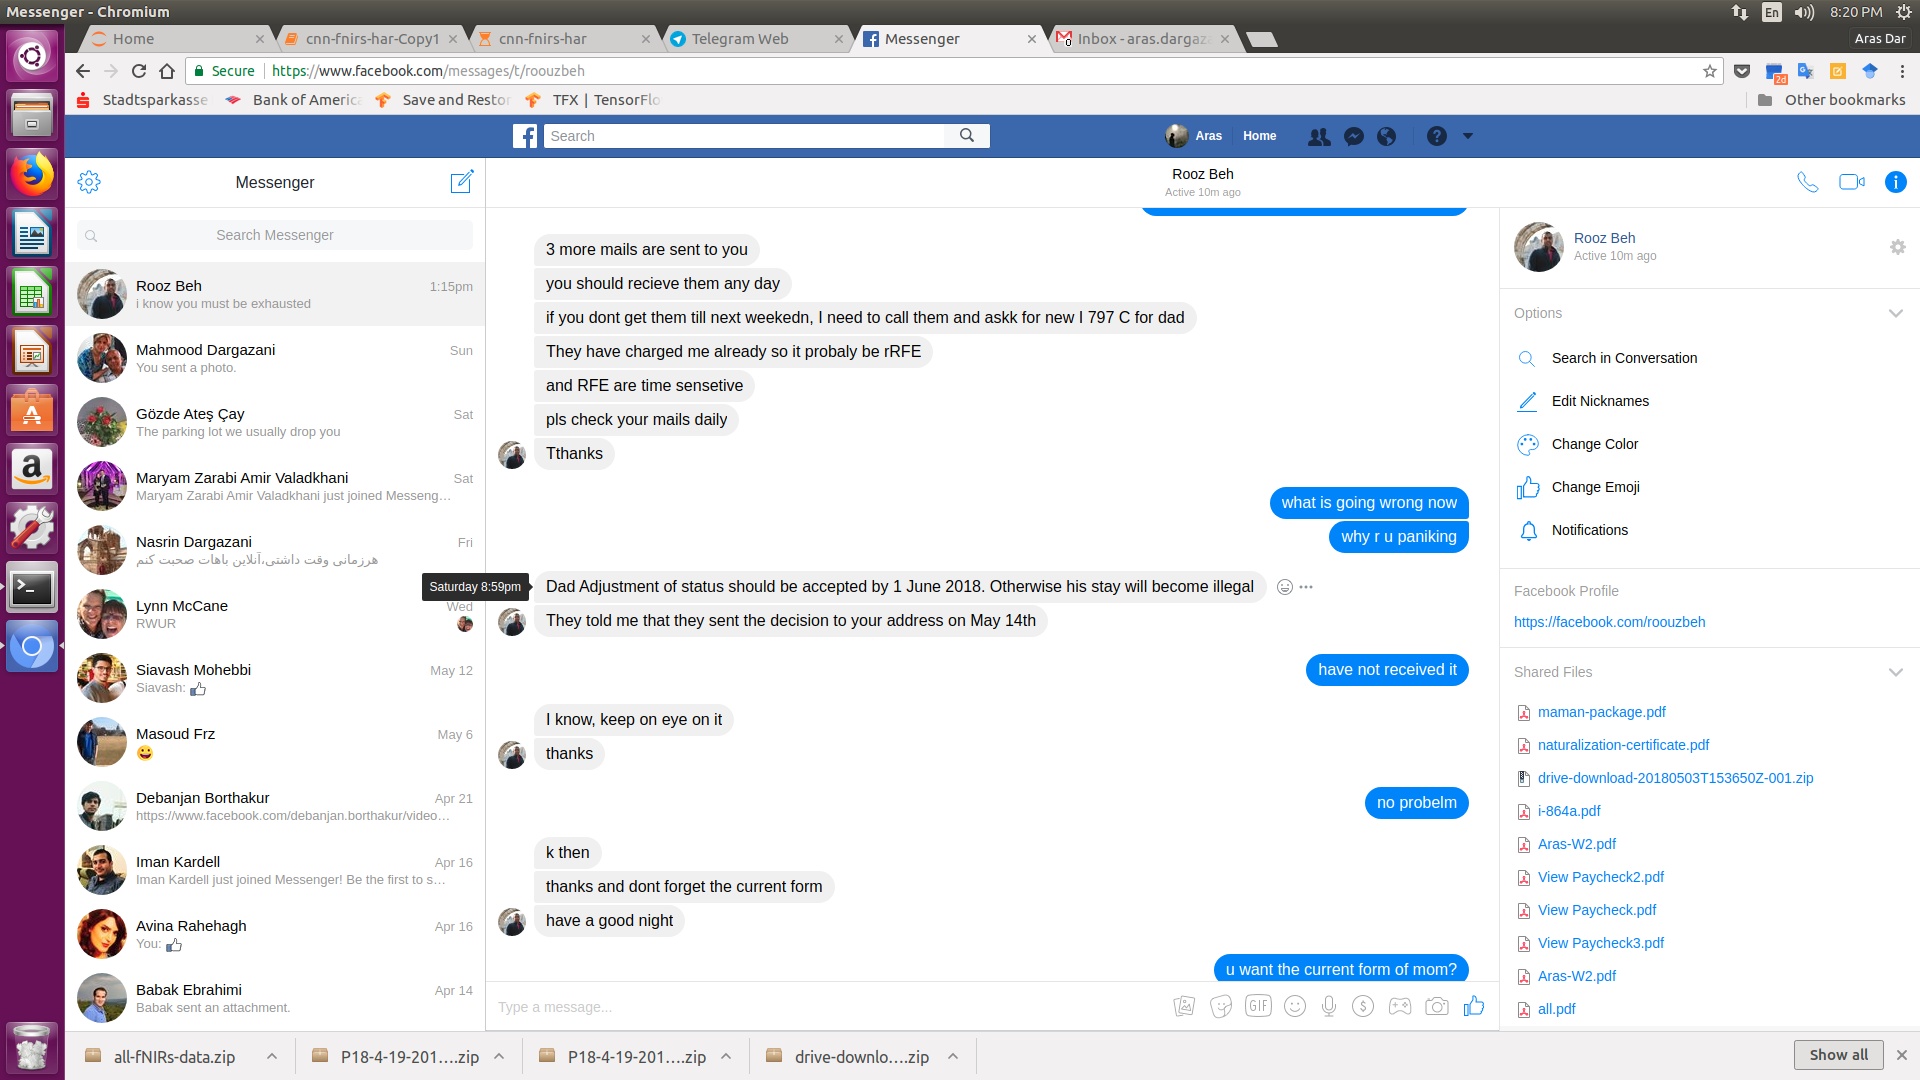 Messenger - Chromium
En
8:20 PM
Home
cnn-fnirs-har-Copy1
cnn-fnirs-har
Telegram Web
Messenger
Inbox - aras.dargaz
Aras Dar
Secure
https://www.facebook.com/messages/t/roouzbeh
2d
Stadtsparkasse
Bank of America
Save and Restor
TFX | TensorFlo
Other bookmarks
Search
Aras
Home
Messenger
Search Messenger
Rooz Beh
1:15pm
i know you must be exhausted
Mahmood Dargazani
Sun
You sent a photo.
Gözde Ateş Çay
Sat
The parking lot we usually drop you
Maryam Zarabi Amir Valadkhani
Sat
Maryam Zarabi Amir Valadkhani just joined Messeng…
Nasrin Dargazani
Fri
هرزمانی وقت داشتی،آنلاین باهات صحبت کنم
Lynn McCane
Wed
RWUR
Siavash Mohebbi
May 12
Siavash:
Masoud Frz
May 6
Debanjan Borthakur
Apr 21
https://www.facebook.com/debanjan.borthakur/video…
Iman Kardell
Apr 16
Iman Kardell just joined Messenger! Be the first to s…
Avina Rahehagh
Apr 16
You:
Babak Ebrahimi
Apr 14
Babak sent an attachment.
Rooz Beh
Active 10m ago
3 more mails are sent to you
you should recieve them any day
if you dont get them till next weekedn, I need to call them and askk for new I 797 C for dad
They have charged me already so it probaly be rRFE
and RFE are time sensetive
pls check your mails daily
Tthanks
what is going wrong now
why r u paniking
Saturday 8:59pm
Dad Adjustment of status should be accepted by 1 June 2018. Otherwise his stay will become illegal
They told me that they sent the decision to your address on May 14th
have not received it
I know, keep on eye on it
thanks
no probelm
k then
thanks and dont forget the current form
have a good night
u want the current form of mom?
Type a message...
GIF
Rooz Beh
Active 10m ago
Options
Search in Conversation
Edit Nicknames
Change Color
Change Emoji
Notifications
Facebook Profile
https://facebook.com/roouzbeh
Shared Files
maman-package.pdf
naturalization-certificate.pdf
drive-download-20180503T153650Z-001.zip
i-864a.pdf
Aras-W2.pdf
View Paycheck2.pdf
View Paycheck.pdf
View Paycheck3.pdf
Aras-W2.pdf
all.pdf
all-fNIRs-data.zip
P18-4-19-201….zip
P18-4-19-201….zip
drive-downlo….zip
Show all